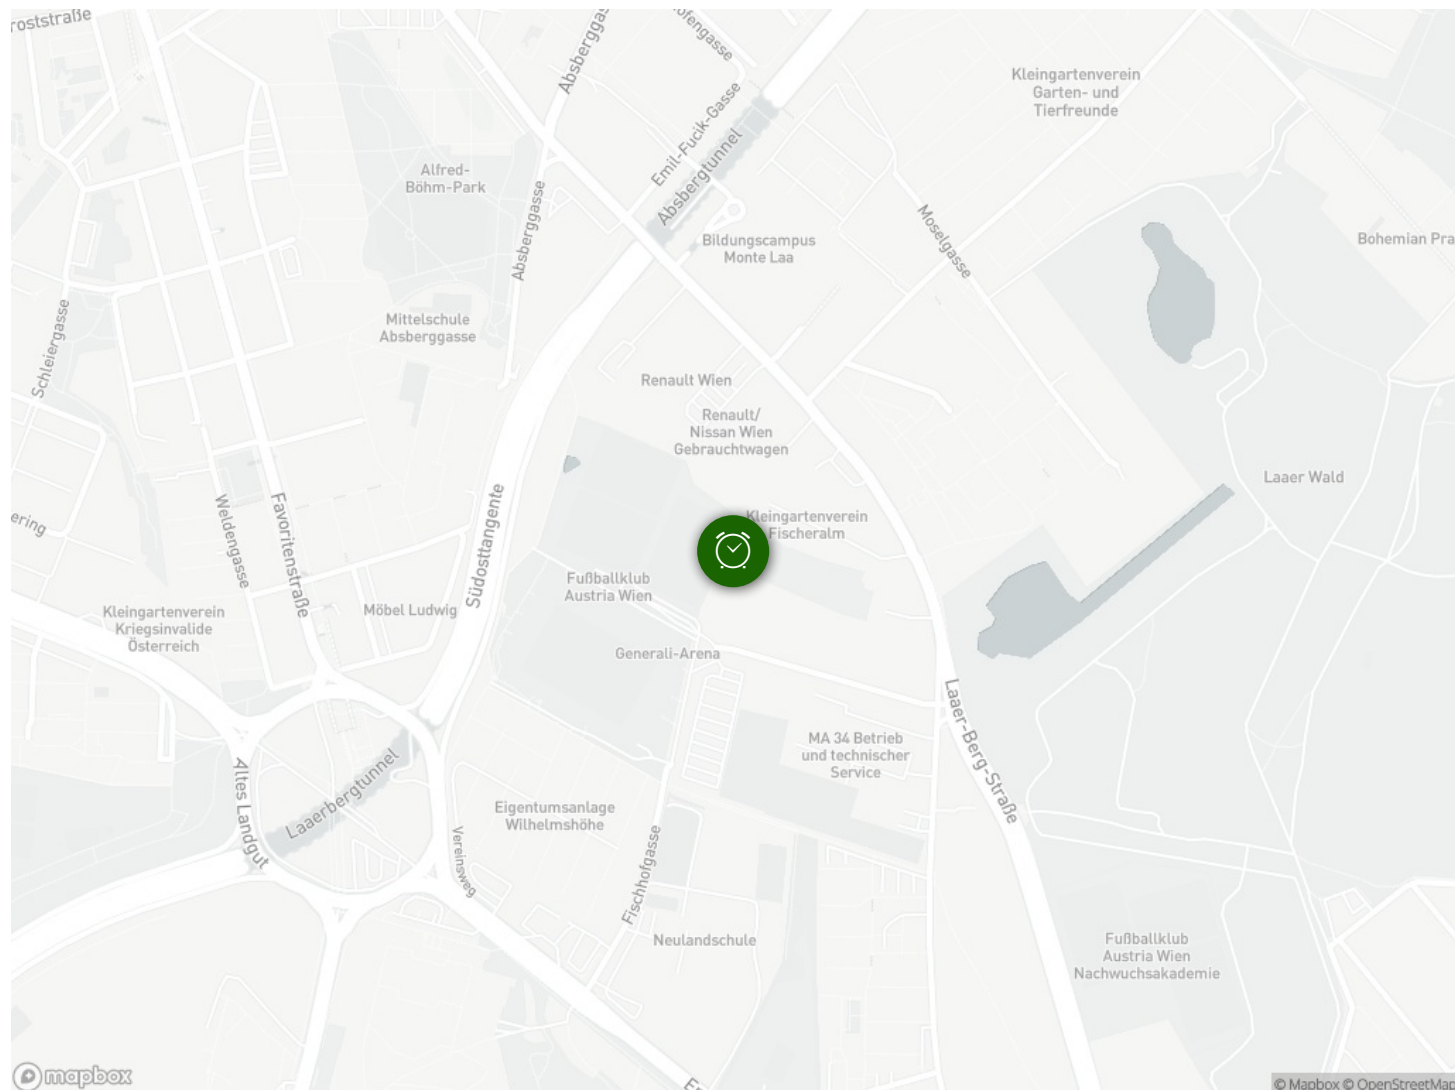 roststraße
Absberggas
ofengasse
Emil-Fucik-Gasse
Absbergtunnel
Kleingartenverein
Garten- und
Tierfreunde
Alfred-
Böhm-Park
Absberggasse
Moselgasse
Bildungscampus
Monte Laa
Bohemian Pra
Schleiergasse
Mittelschule
Absberggasse
Renault Wien
Renault/
Nissan Wien
Gebrauchtwagen
Laaer Wald
ering
Weldengasse
Favoritenstraße
Südosttangente
Kleingartenverein
Fischeralm
Fußballklub
Austria Wien
Möbel Ludwig
Kleingartenverein
Kriegsinvalide
Österreich
Generali-Arena
Laaer-Berg-Straße
MA 34 Betrieb
und technischer
Service
Altes Landgut
Laaerbergtunnel
Eigentumsanlage
Wilhelmshöhe
Vereinsweg
Fischhofgasse
Neulandschule
Fußballklub
Austria Wien
Nachwuchsakademie
mapbox
© Mapbox © OpenStreetMap